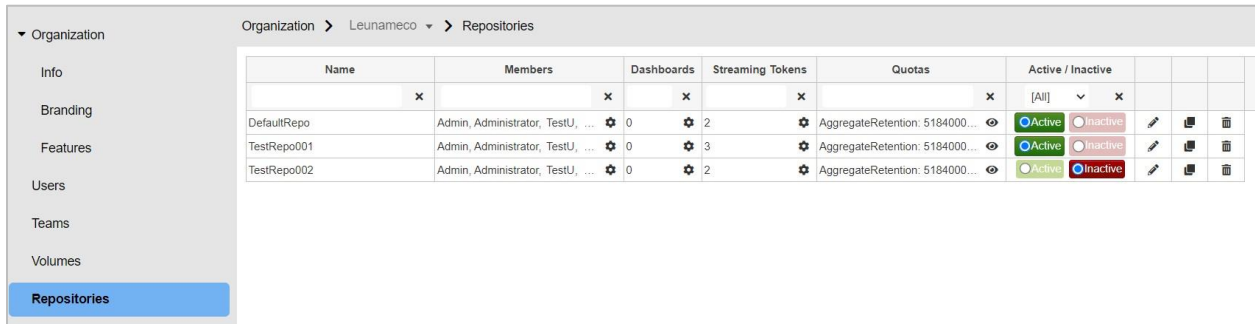 Organization
Info
Branding
Features
Users
Teams
Volumes
Repositories
Organization > Leunameco > Repositories
Name Members Dashboards Streaming Tokens Quotas Active / Inactive
[All]
DefaultRepo Admin, Administrator, TestU, ... 0 2 AggregateRetention: 5184000... Active Inactive
TestRepo001 Admin, Administrator, TestU, ... 0 3 AggregateRetention: 5184000... Active Inactive
TestRepo002 Admin, Administrator, TestU, ... 0 2 AggregateRetention: 5184000... Active Inactive